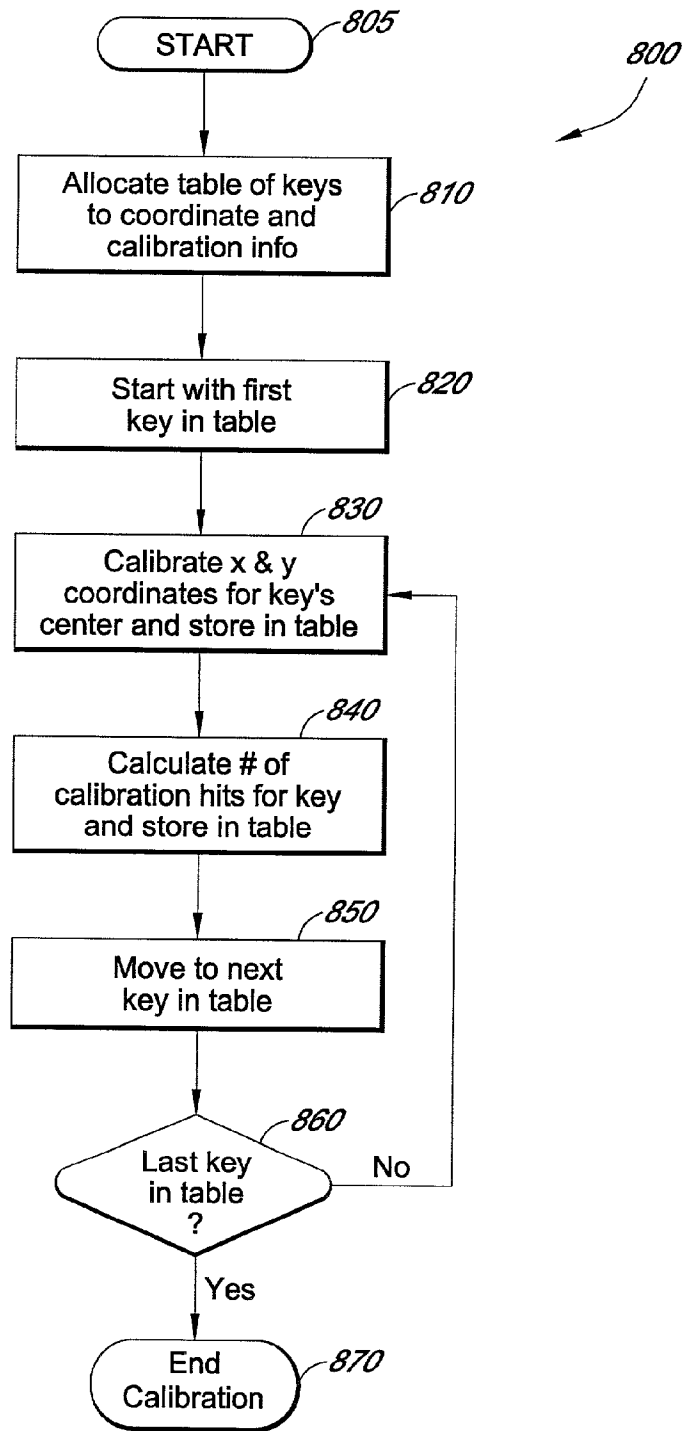 START
805
800
Allocate table of keys
to coordinate and
calibration info
810
Start with first
key in table
820
830
Calibrate x & y
coordinates for key's
center and store in table
840
Calculate # of
calibration hits for key
and store in table
850
Move to next
key in table
860
Last key
in table
?
No
Yes
End
Calibration
870